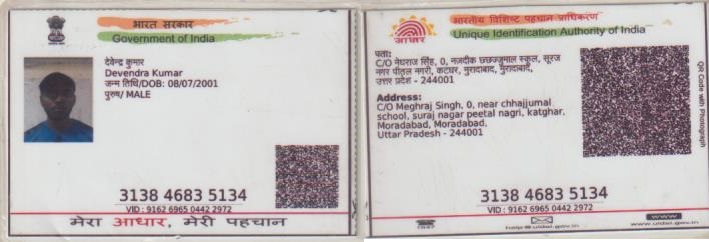 भारत सरकार
Government of India
देवेन्द्र कुमार
Devendra Kumar
जन्म तिथि/DOB: 08/07/2001
पुरुष/ MALE
3138 4683 5134
VID : 9162 6965 0442 2972
मेरा आधार, मेरी पहचान
भारतीय विशिष्ट पहचान प्राधिकरण
Unique Identification Authority of India
आधार
पता:
C/O मेघराज सिंह, 0, नजदीक छछज्जुमाल स्कूल, सूरज
नगर पीतल नगरी, कटघर, मुरादाबाद, मुरादाबाद,
उत्तर प्रदेश - 244001
Address:
C/O Meghraj Singh, 0, near chhajjumal
school, suraj nagar peetal nagri, katghar,
Moradabad, Moradabad,
Uttar Pradesh - 244001
QR Code with Photograph
3138 4683 5134
VID : 9162 6965 0442 2972
1947
help@uidai.gov.in
www